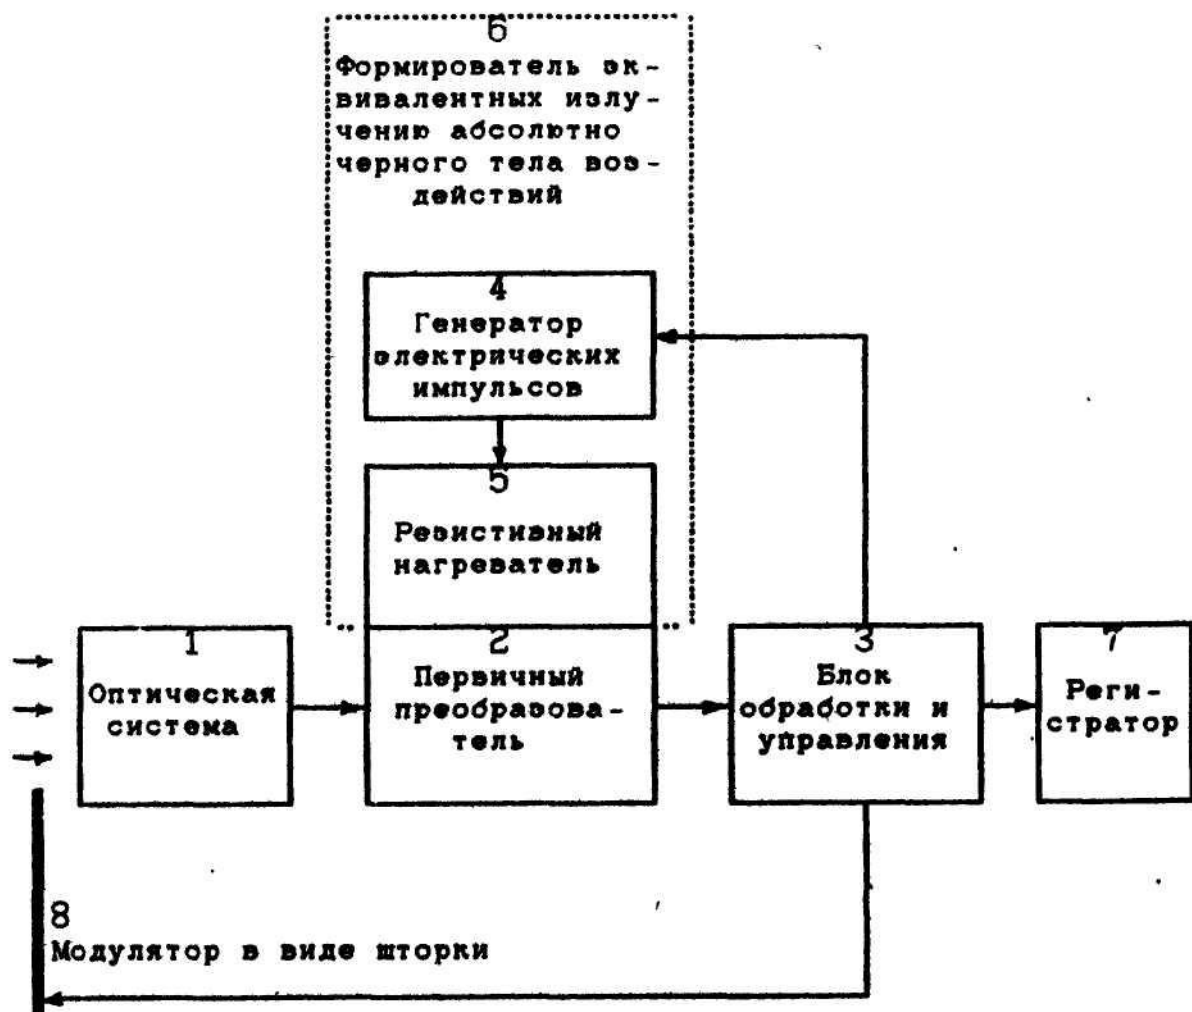 6
Формирователь эк-
вивалентных излу-
чению абсолютно
черного тела воз-
действий
4
Генератор
электрических
импульсов
5
Резистивный
нагреватель
1
Оптическая
система
2
Первичный
преобразова-
тель
3
Блок
обработки и
управления
7
Реги-
стратор
8
Модулятор в виде шторки